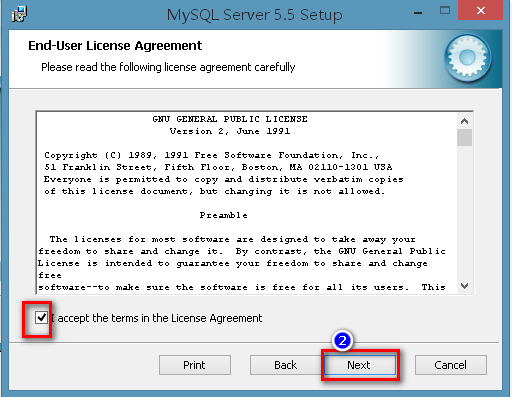 MySQL Server 5.5 Setup
End-User License Agreement
Please read the following license agreement carefully
GNU GENERAL PUBLIC LICENSE
Version 2, June 1991
Copyright (C) 1989, 1991 Free Software Foundation, Inc.,
51 Franklin Street, Fifth Floor, Boston, MA 02110-1301 USA
Everyone is permitted to copy and distribute verbatim copies
of this license document, but changing it is not allowed.
Preamble
The licenses for most software are designed to take away your
freedom to share and change it. By contrast, the GNU General Public
License is intended to guarantee your freedom to share and change
free
software--to make sure the software is free for all its users. This
I accept the terms in the License Agreement
2
Print Back Next Cancel